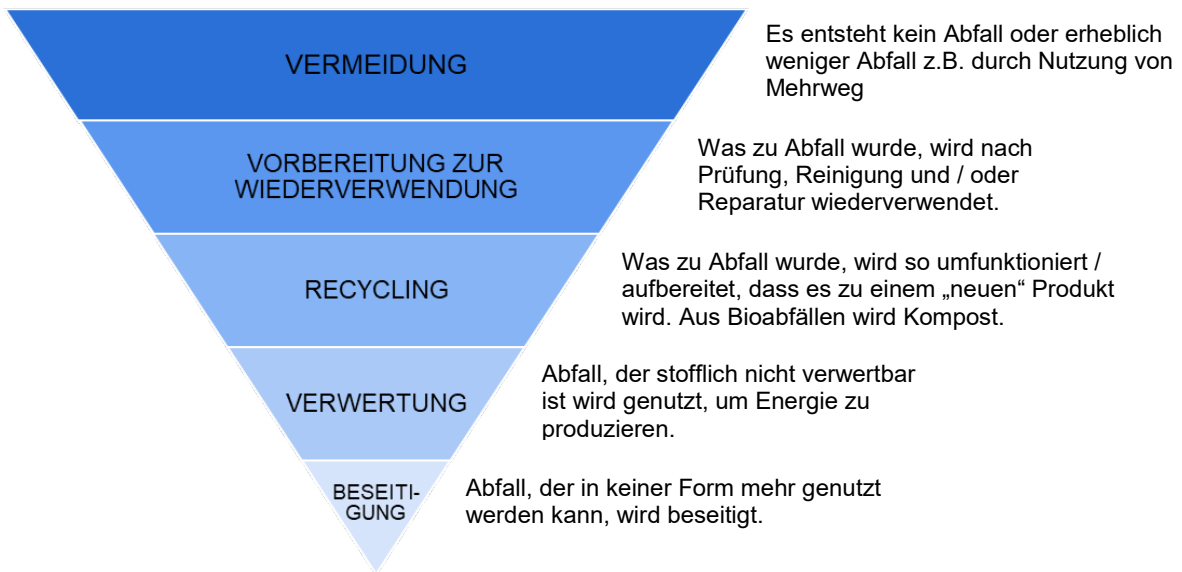 VERMEIDUNG
Es entsteht kein Abfall oder erheblich
weniger Abfall z.B. durch Nutzung von
Mehrweg
VORBEREITUNG ZUR
WIEDERVERWENDUNG
Was zu Abfall wurde, wird nach
Prüfung, Reinigung und / oder
Reparatur wiederverwendet.
RECYCLING
Was zu Abfall wurde, wird so umfunktioniert /
aufbereitet, dass es zu einem „neuen“ Produkt
wird. Aus Bioabfällen wird Kompost.
VERWERTUNG
Abfall, der stofflich nicht verwertbar
ist wird genutzt, um Energie zu
produzieren.
BESEITI-
GUNG
Abfall, der in keiner Form mehr genutzt
werden kann, wird beseitigt.